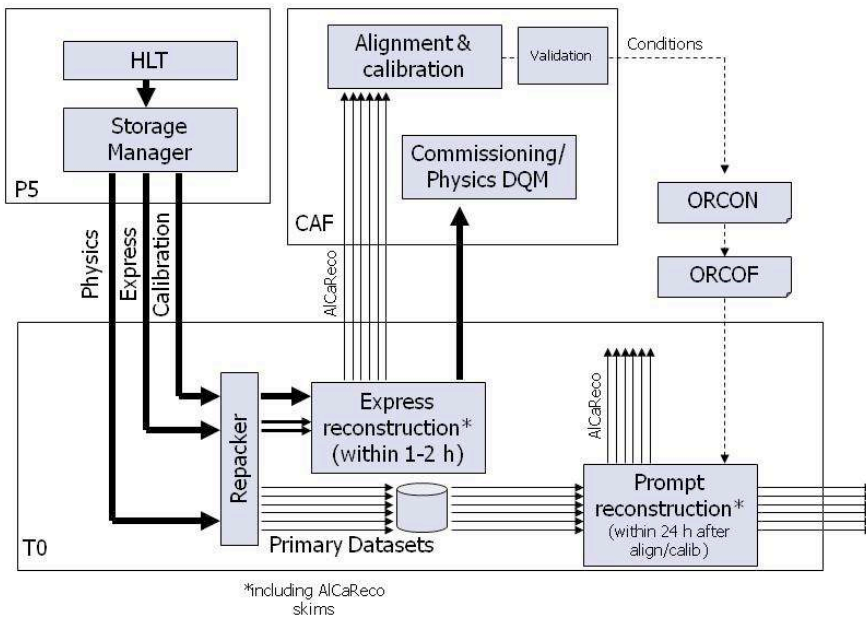 HLT
Storage
Manager
P5
Alignment &
calibration
Validation
Conditions
Commissioning/
Physics DQM
CAF
ORCON
ORCOF
Physics
Express
Calibration
AlCaReco
Repacker
Express
reconstruction*
(within 1-2 h)
AlCaReco
Prompt
reconstruction*
(within 24 h after
align/calib)
Primary Datasets
T0
*including AlCaReco
skims